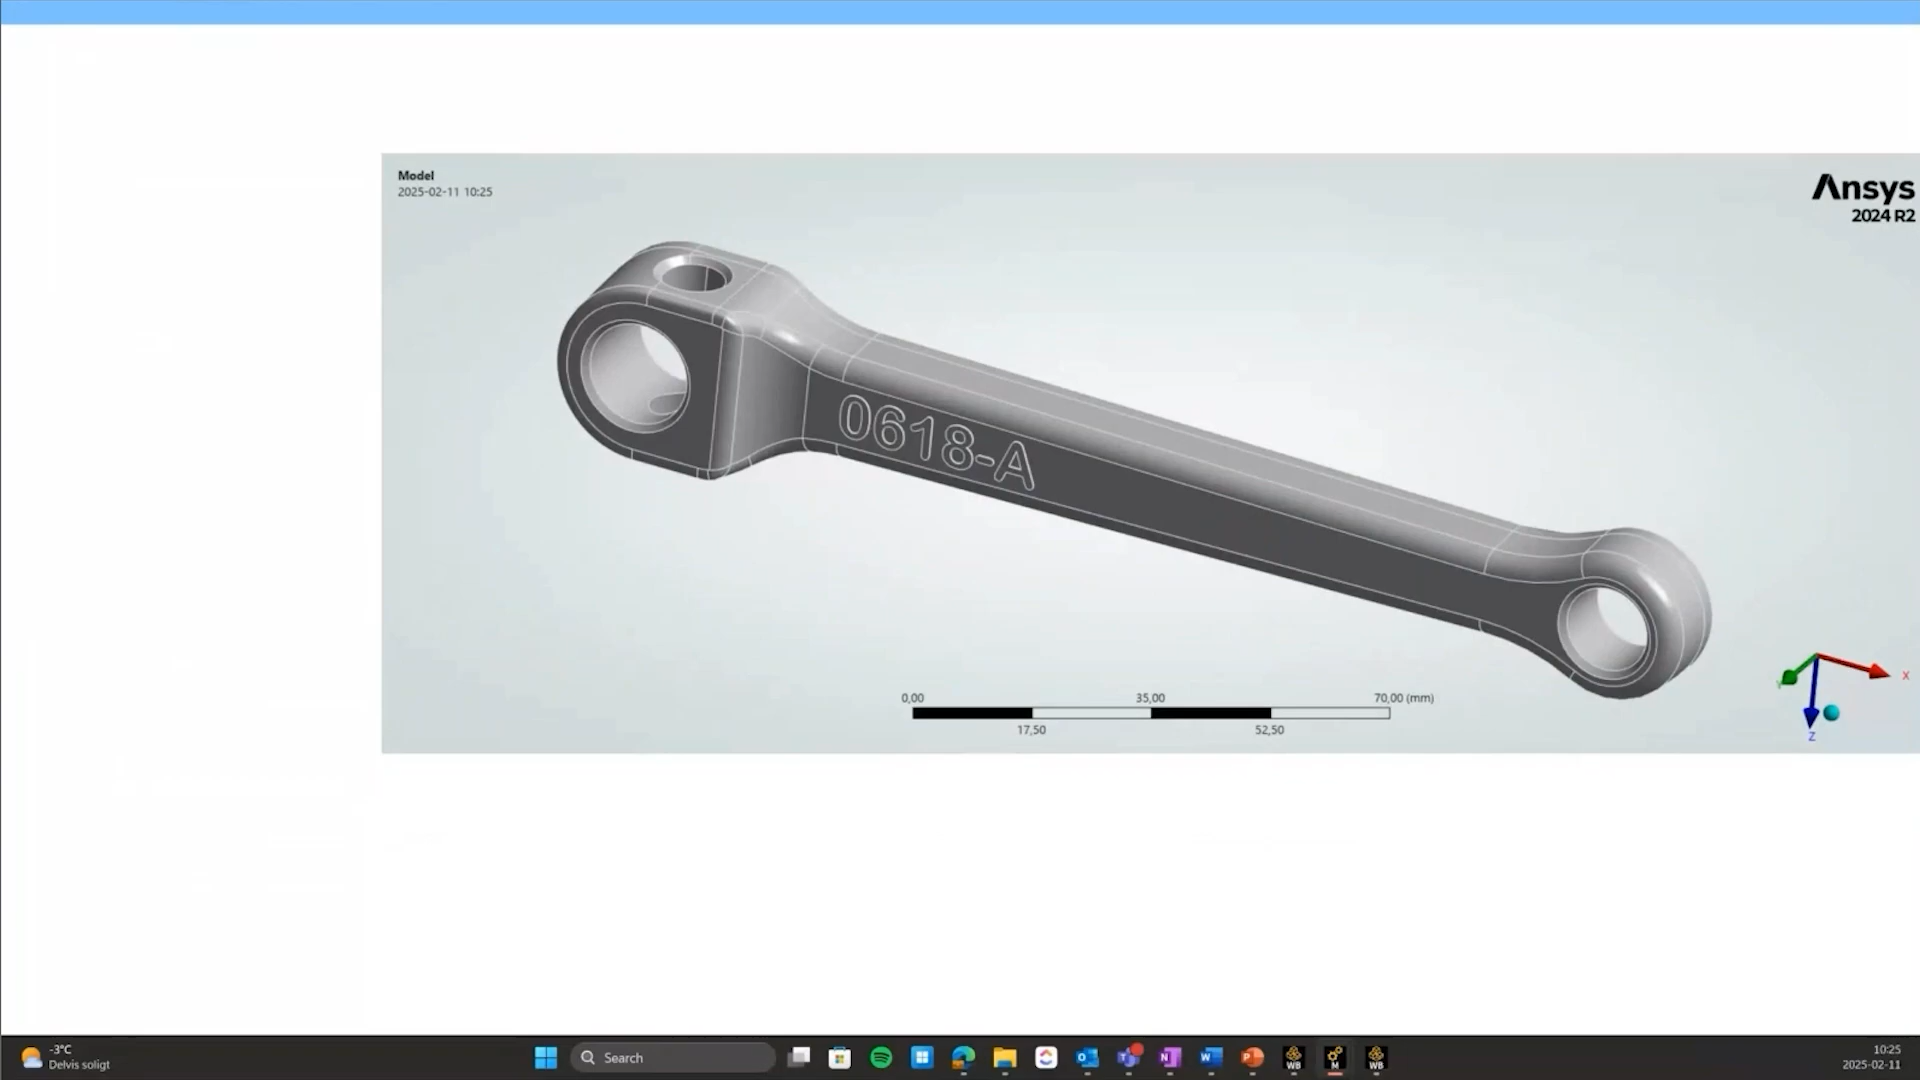 Model
2025-02-11 10:25
Ansys
2024 R2
0618-A
0,00 35,00 70,00 (mm)
17,50 52,50
X
Y
Z
-3°C
Delvis soligt
Search
WB
M
WB
10:25
2025-02-11